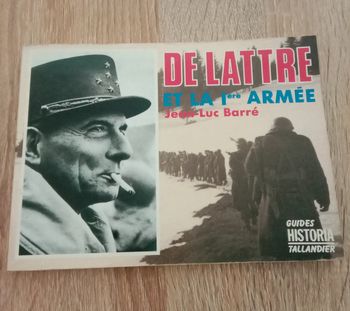 DE LATTRE
ET LA 1ère ARMÉE
Jean-Luc Barré
GUIDES
HISTORIA
TALLANDIER